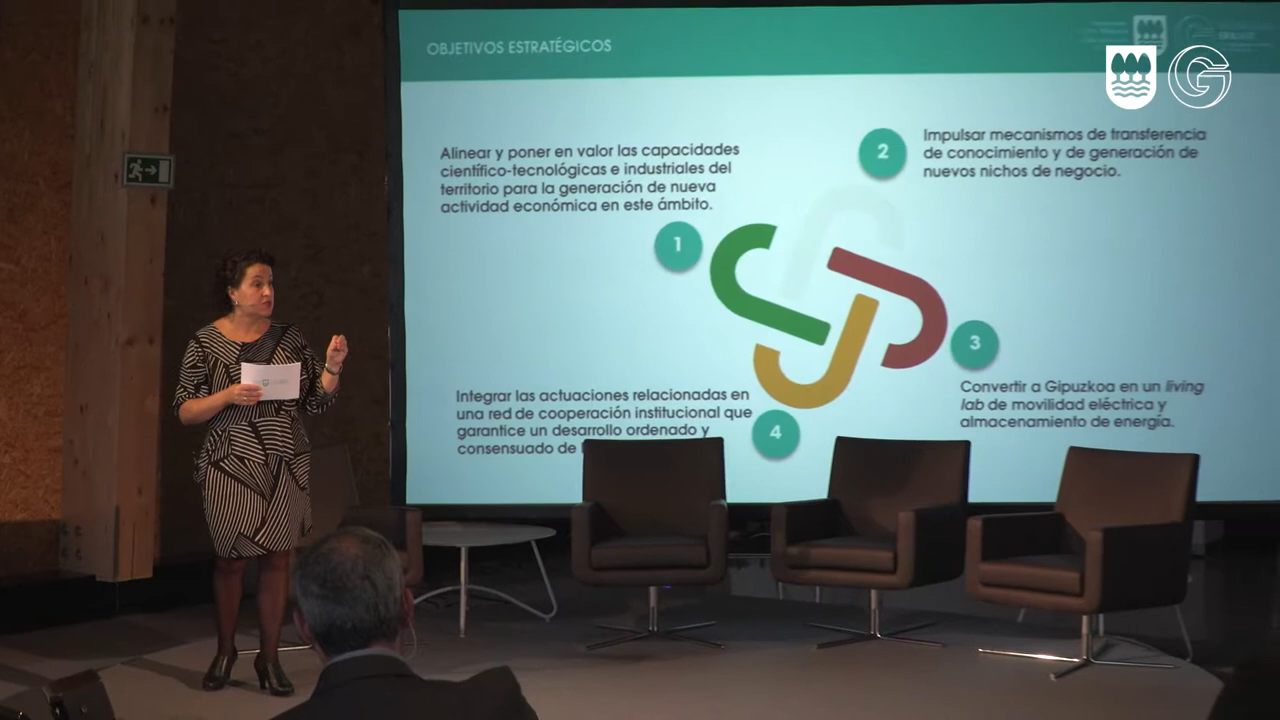 OBJETIVOS ESTRATÉGICOS
Alinear y poner en valor las capacidades
científico-tecnológicas e industriales del
territorio para la generación de nueva
actividad económica en este ámbito.
1
2
Impulsar mecanismos de transferencia
de conocimiento y de generación de
nuevos nichos de negocio.
3
Convertir a Gipuzkoa en un living
lab de movilidad eléctrica y
almacenamiento de energía.
Integrar las actuaciones relacionadas en
una red de cooperación institucional que
garantice un desarrollo ordenado y
consensuado de
4
G